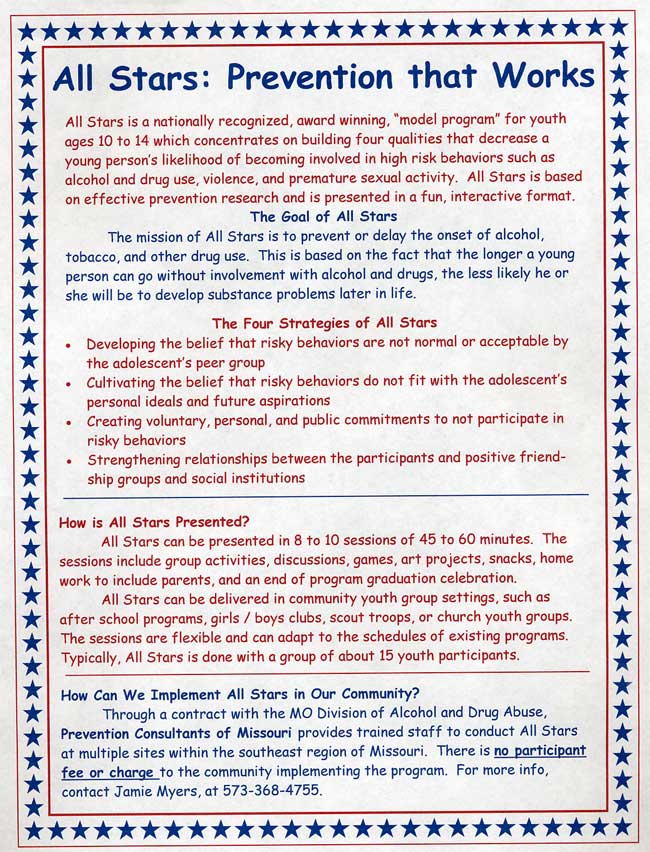 All Stars: Prevention that Works
All Stars is a nationally recognized, award winning, “model program” for youth
ages 10 to 14 which concentrates on building four qualities that decrease a
young person’s likelihood of becoming involved in high risk behaviors such as
alcohol and drug use, violence, and premature sexual activity.  All Stars is based
on effective prevention research and is presented in a fun, interactive format.
The Goal of All Stars
The mission of All Stars is to prevent or delay the onset of alcohol,
tobacco, and other drug use.  This is based on the fact that the longer a young
person can go without involvement with alcohol and drugs, the less likely he or
she will be to develop substance problems later in life.
The Four Strategies of All Stars
• Developing the belief that risky behaviors are not normal or acceptable by
the adolescent’s peer group
• Cultivating the belief that risky behaviors do not fit with the adolescent’s
personal ideals and future aspirations
• Creating voluntary, personal, and public commitments to not participate in
risky behaviors
• Strengthening relationships between the participants and positive friend-
ship groups and social institutions
How is All Stars Presented?
All Stars can be presented in 8 to 10 sessions of 45 to 60 minutes.  The
sessions include group activities, discussions, games, art projects, snacks, home
work to include parents, and an end of program graduation celebration.
All Stars can be delivered in community youth group settings, such as
after school programs, girls / boys clubs, scout troops, or church youth groups.
The sessions are flexible and can adapt to the schedules of existing programs.
Typically, All Stars is done with a group of about 15 youth participants.
How Can We Implement All Stars in Our Community?
Through a contract with the MO Division of Alcohol and Drug Abuse,
Prevention Consultants of Missouri provides trained staff to conduct All Stars
at multiple sites within the southeast region of Missouri.  There is no participant
fee or charge to the community implementing the program.  For more info,
contact Jamie Myers, at 573-368-4755.